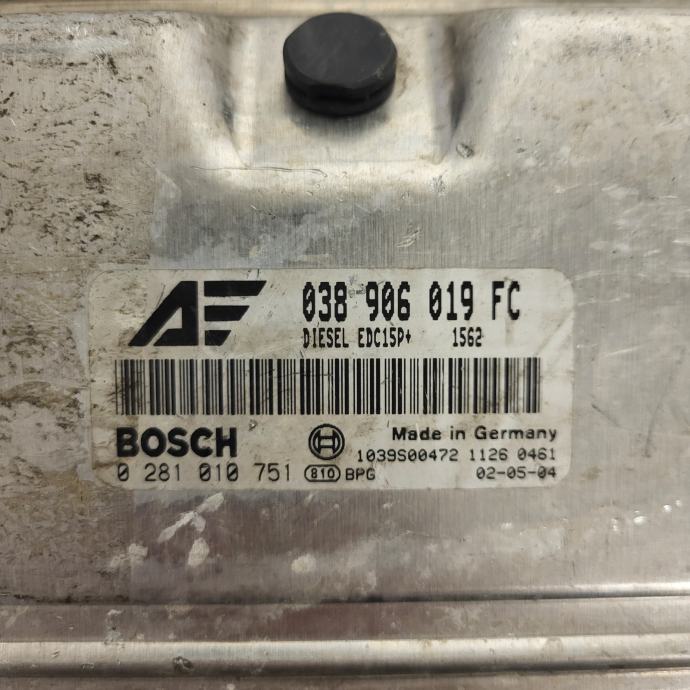 AF 038 906 019 FC
DIESEL EDC15P+ 1562
BOSCH
Made in Germany
0 281 010 751 810 BPG
1039S00472 1126 0461
02-05-04